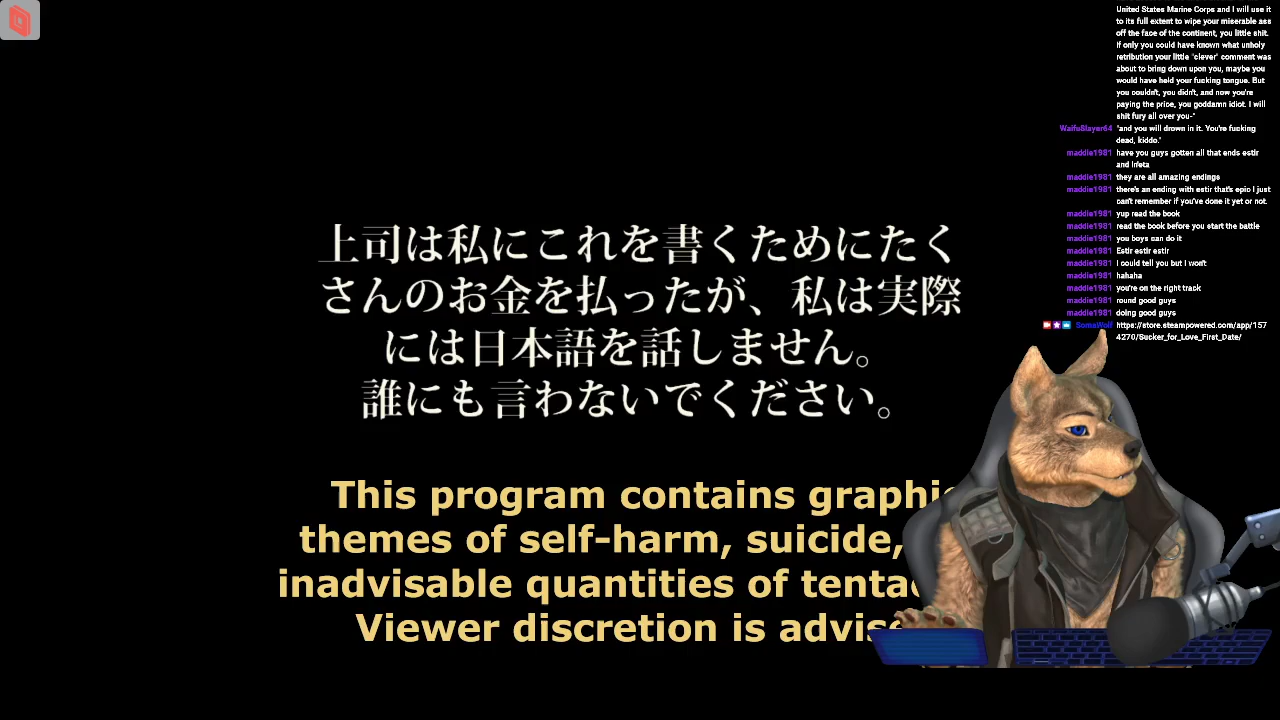 上司は私にこれを書くためにたく
さんのお金を払ったが、私は実際
には日本語を話しません。
誰にも言わないでください。
This program contains graphic
themes of self-harm, suicide,
inadvisable quantities of
Viewer discretion is
United States Marine Corps and I will use it
to its full extent to wipe your miserable ass
off the face of the continent, you little shit.
If only you could have known what unholy
retribution your little "clever" comment was
about to bring down upon you, maybe you
would have held your fucking tongue. But
you couldn't, you didn't, and now you're
paying the price, you goddamn idiot. I will
shit fury all over you-"
WaifuSlayer64 "and you will drown in it. You're fucking
dead, kiddo."
maddie1981 have you guys gotten all that ends estir
and lnfeta
maddie1981 they are all amazing endings
maddie1981 there's an ending with estir that's epic I just
can't remember if you've done it yet or not.
maddie1981 yup read the book
maddie1981 read the book before you start the battle
maddie1981 you boys can do it
maddie1981 Estir estir estir
maddie1981 I could tell you but I won't
maddie1981 hahaha
maddie1981 you're on the right track
maddie1981 round good guys
maddie1981 doing good guys
SomaWolf https://store.steampowered.com/app/157
4270/Sucker_for_Love_First_Date/